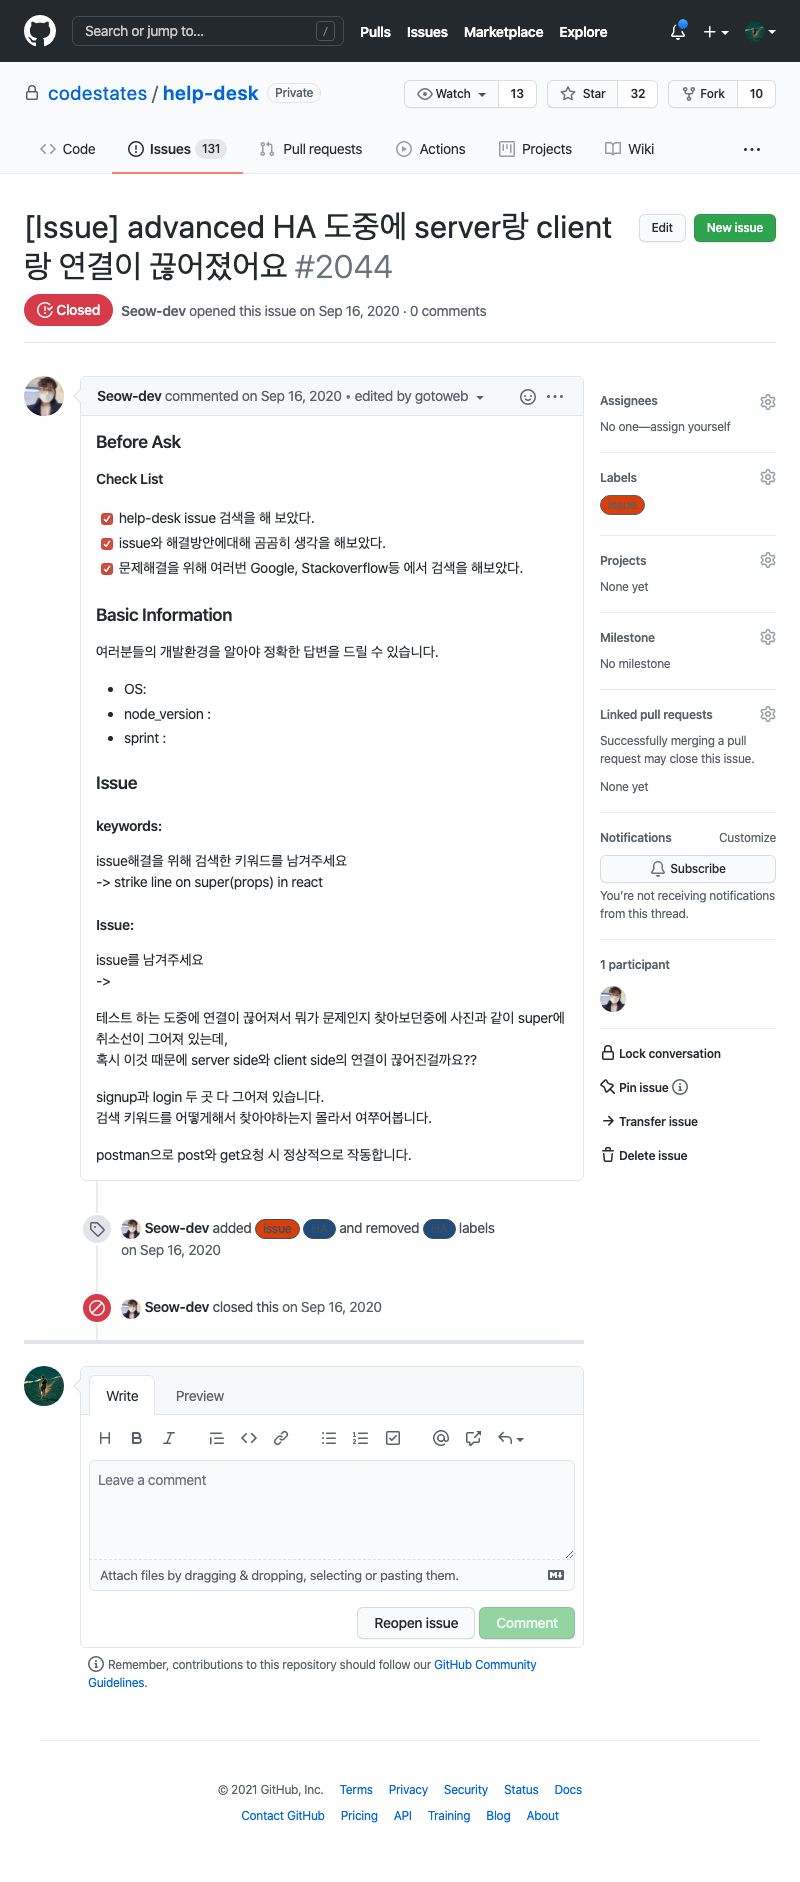 Search or jump to...
/
Pulls
Issues
Marketplace
Explore
codestates / help-desk
Private
Watch
13
Star
32
Fork
10
Code
Issues 131
Pull requests
Actions
Projects
Wiki
[Issue] advanced HA 도중에 server랑 client
랑 연결이 끊어졌어요 #2044
Edit
New issue
Closed
Seow-dev opened this issue on Sep 16, 2020 · 0 comments
Seow-dev commented on Sep 16, 2020 • edited by gotoweb
Before Ask
Check List
help-desk issue 검색을 해 보았다.
issue와 해결방안에대해 곰곰히 생각을 해보았다.
문제해결을 위해 여러번 Google, Stackoverflow등 에서 검색을 해보았다.
Basic Information
여러분들의 개발환경을 알아야 정확한 답변을 드릴 수 있습니다.
OS:
node_version :
sprint :
Issue
keywords:
issue해결을 위해 검색한 키워드를 남겨주세요
-> strike line on super(props) in react
Issue:
issue를 남겨주세요
->
테스트 하는 도중에 연결이 끊어져서 뭐가 문제인지 찾아보던중에 사진과 같이 super에
취소선이 그어져 있는데,
혹시 이것 때문에 server side와 client side의 연결이 끊어진걸까요??
signup과 login 두 곳 다 그어져 있습니다.
검색 키워드를 어떻게해서 찾아야하는지 몰라서 여쭈어봅니다.
postman으로 post와 get요청 시 정상적으로 작동합니다.
Seow-dev added issue HA and removed HA labels
on Sep 16, 2020
Seow-dev closed this on Sep 16, 2020
Assignees
No one—assign yourself
Labels
issue
Projects
None yet
Milestone
No milestone
Linked pull requests
Successfully merging a pull
request may close this issue.
None yet
Notifications
Customize
Subscribe
You're not receiving notifications
from this thread.
1 participant
Lock conversation
Pin issue
Transfer issue
Delete issue
Write
Preview
Leave a comment
Attach files by dragging & dropping, selecting or pasting them.
Reopen issue
Comment
Remember, contributions to this repository should follow our GitHub Community
Guidelines.
© 2021 GitHub, Inc.
Terms
Privacy
Security
Status
Docs
Contact GitHub
Pricing
API
Training
Blog
About